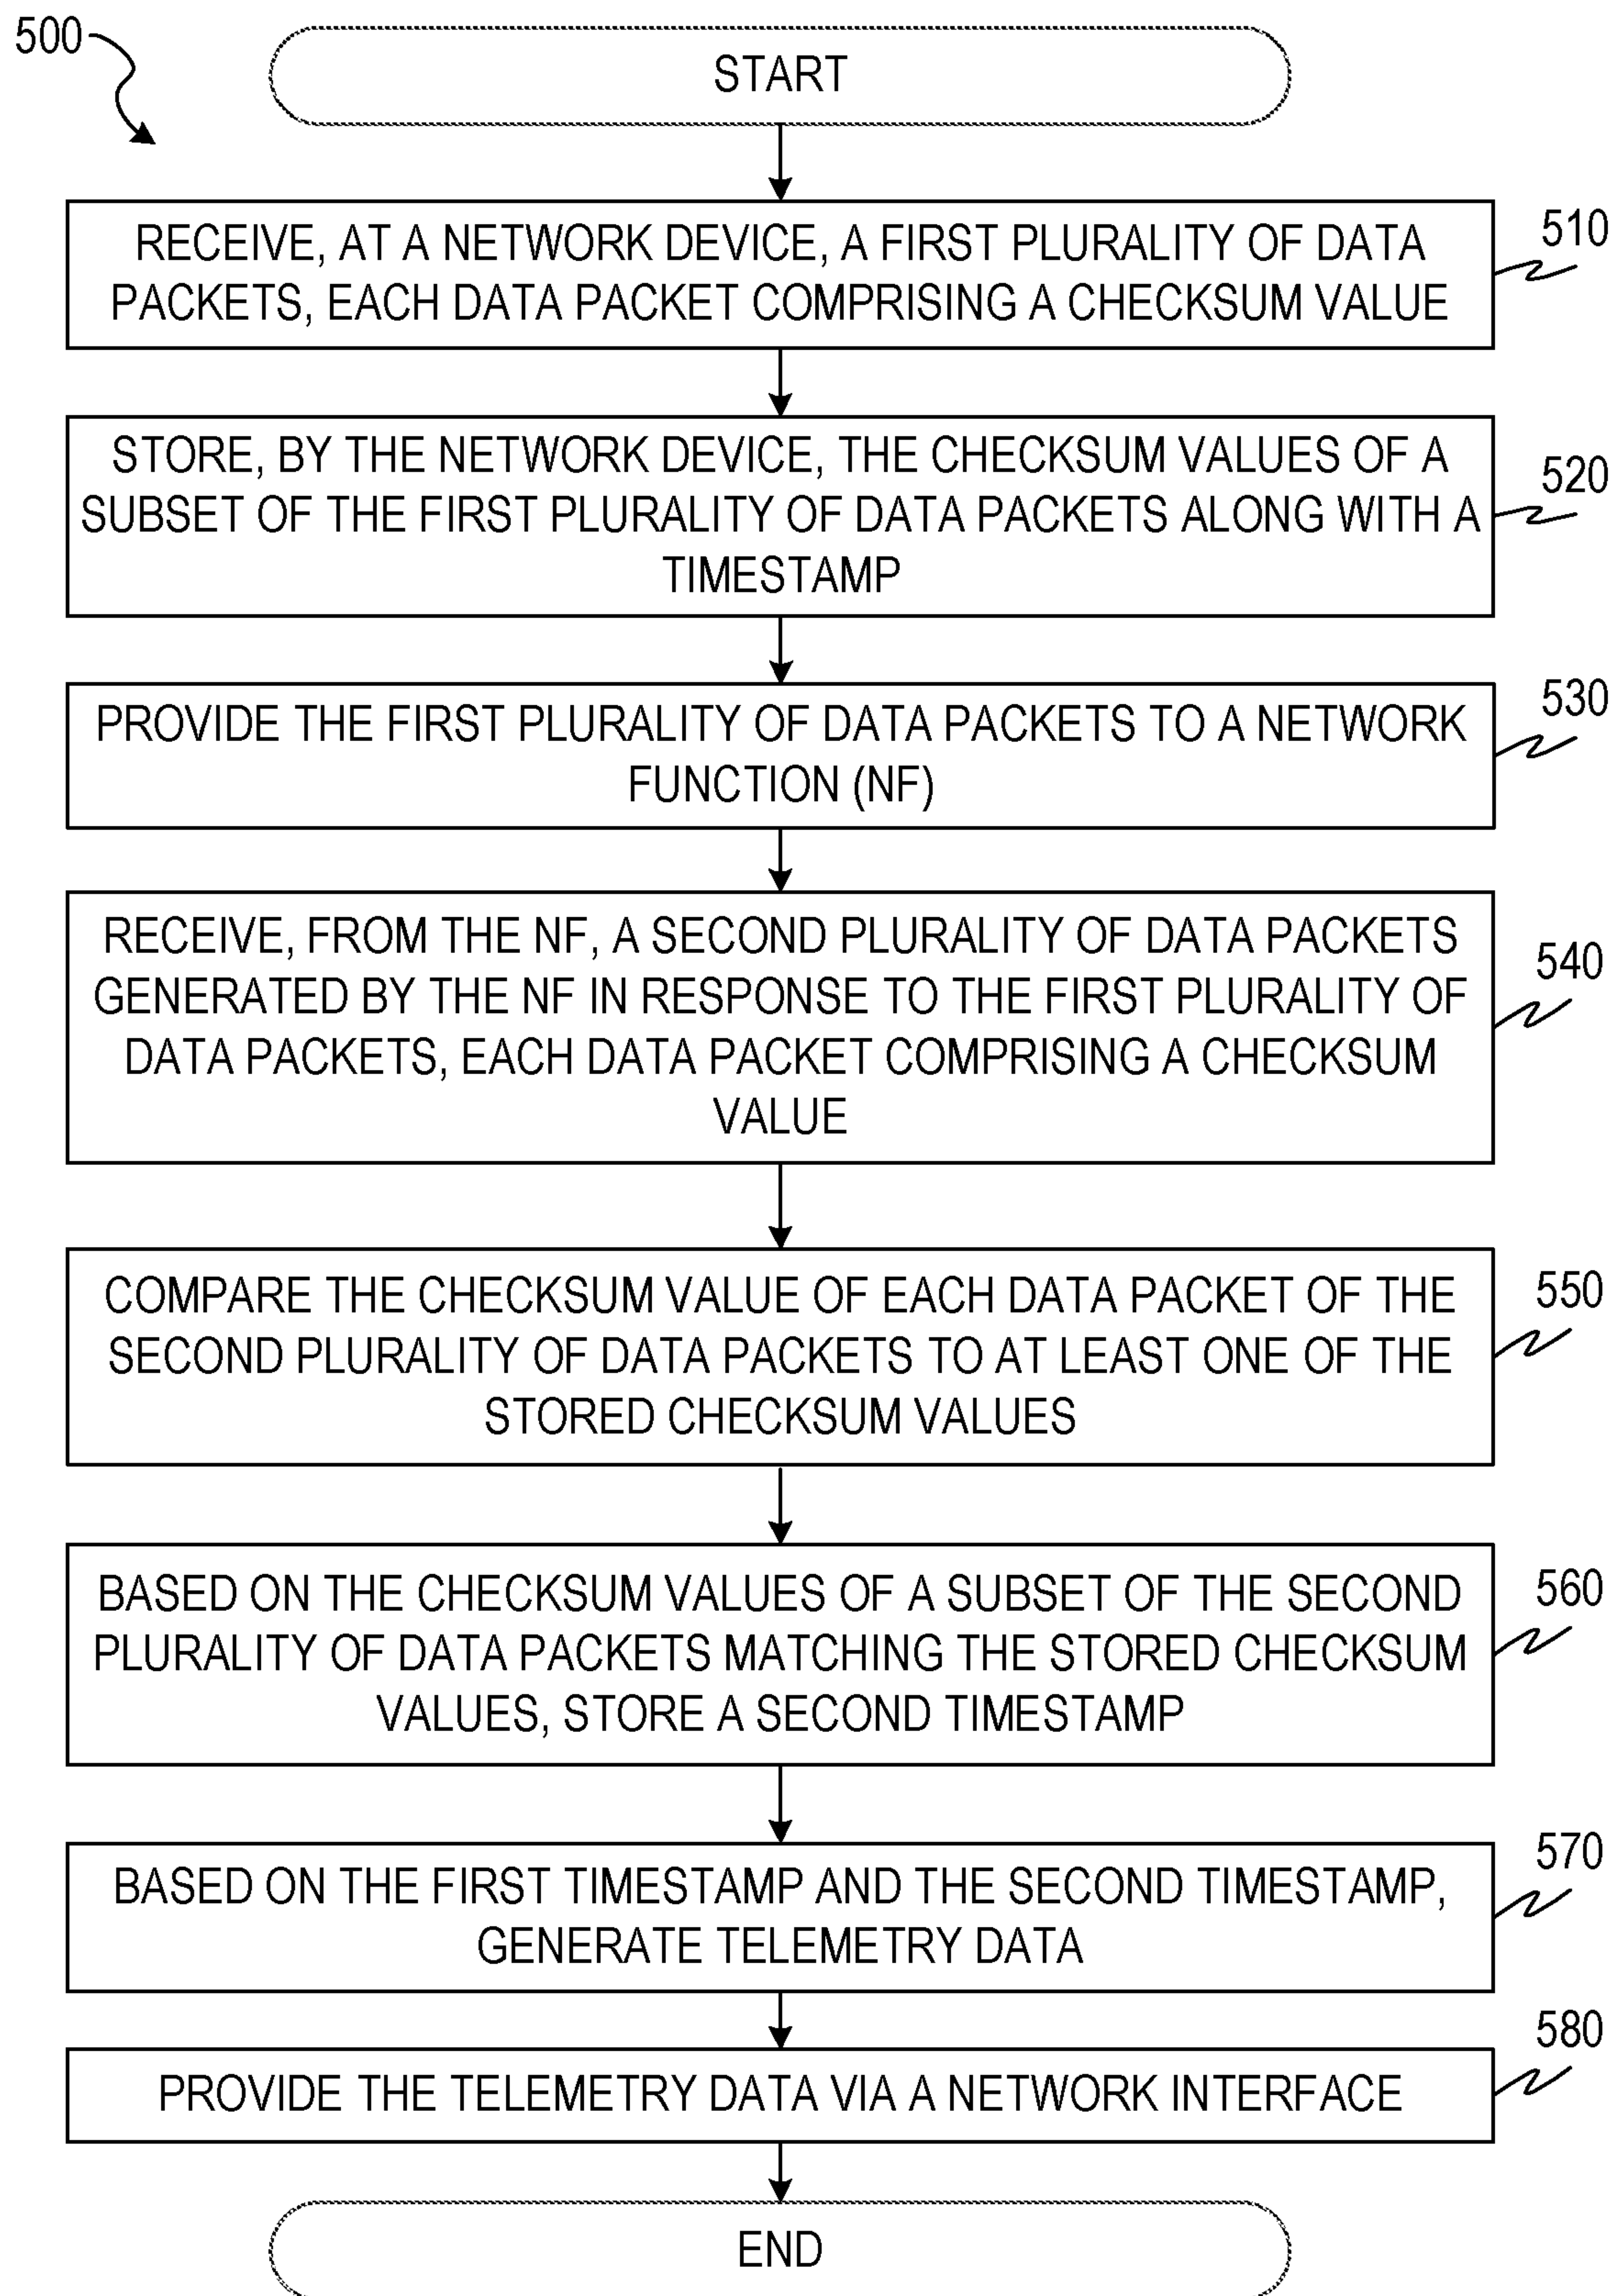 500
START
RECEIVE, AT A NETWORK DEVICE, A FIRST PLURALITY OF DATA
PACKETS, EACH DATA PACKET COMPRISING A CHECKSUM VALUE
510
STORE, BY THE NETWORK DEVICE, THE CHECKSUM VALUES OF A
SUBSET OF THE FIRST PLURALITY OF DATA PACKETS ALONG WITH A
TIMESTAMP
520
PROVIDE THE FIRST PLURALITY OF DATA PACKETS TO A NETWORK
FUNCTION (NF)
530
RECEIVE, FROM THE NF, A SECOND PLURALITY OF DATA PACKETS
GENERATED BY THE NF IN RESPONSE TO THE FIRST PLURALITY OF
DATA PACKETS, EACH DATA PACKET COMPRISING A CHECKSUM
VALUE
540
COMPARE THE CHECKSUM VALUE OF EACH DATA PACKET OF THE
SECOND PLURALITY OF DATA PACKETS TO AT LEAST ONE OF THE
STORED CHECKSUM VALUES
550
BASED ON THE CHECKSUM VALUES OF A SUBSET OF THE SECOND
PLURALITY OF DATA PACKETS MATCHING THE STORED CHECKSUM
VALUES, STORE A SECOND TIMESTAMP
560
BASED ON THE FIRST TIMESTAMP AND THE SECOND TIMESTAMP,
GENERATE TELEMETRY DATA
570
PROVIDE THE TELEMETRY DATA VIA A NETWORK INTERFACE
580
END